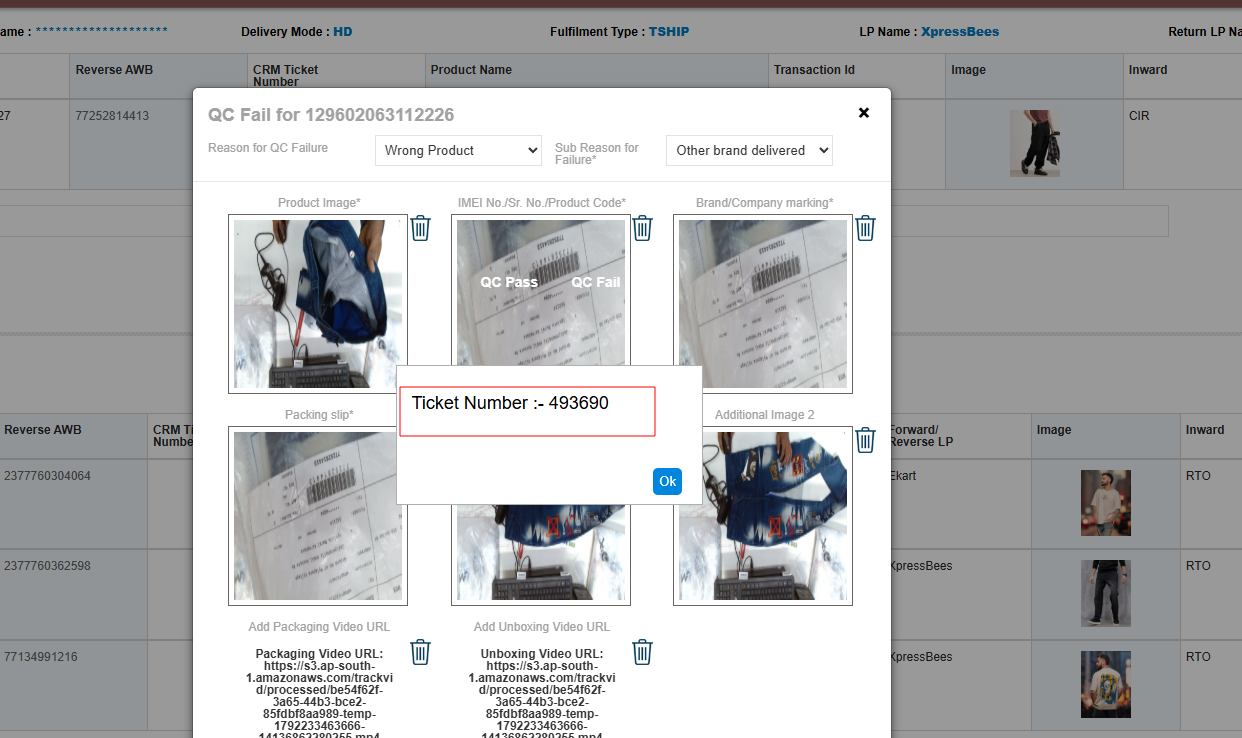 ame : ********************
Delivery Mode : HD
Fulfilment Type : TSHIP
LP Name : XpressBees
Return LP Na
Reverse AWB
CRM Ticket
Number
Product Name
Transaction Id
Image
Inward
27
77252814413
CIR
QC Fail for 129602063112226
×
Reason for QC Failure
Wrong Product
Sub Reason for
Failure*
Other brand delivered
Product Image*
IMEI No./Sr. No./Product Code*
Brand/Company marking*
QC Pass
QC Fail
Ticket Number :- 493690
Ok
Packing slip*
Additional Image 2
Add Packaging Video URL
Add Unboxing Video URL
Packaging Video URL:
https://s3.ap-south-
1.amazonaws.com/trackvi
d/processed/be54f62f-
3a65-44b3-bce2-
85fdbf8aa989-temp-
1792233463666-
14136862280255.mp4
Unboxing Video URL:
https://s3.ap-south-
1.amazonaws.com/trackvi
d/processed/be54f62f-
3a65-44b3-bce2-
85fdbf8aa989-temp-
1792233463666-
14136862280255.mp4
Reverse AWB
CRM Ti
Numbe
Forward/
Reverse LP
Image
Inward
2377760304064
Ekart
RTO
2377760362598
XpressBees
RTO
77134991216
XpressBees
RTO